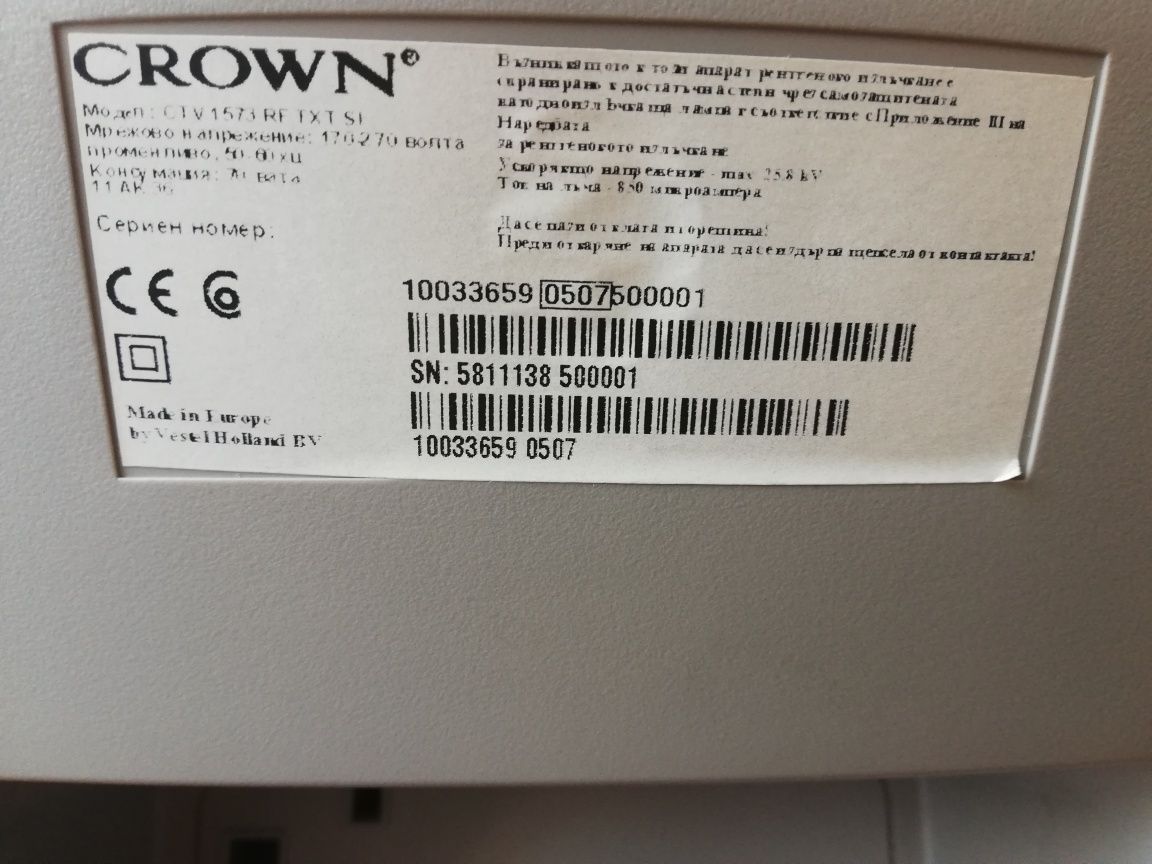 CROWN®
Модел: CTV 1573 RF TXT SI
Мрежово напрежение: 170-270 волта
променливо, 50-60 хц
Консумация: вата
11 AK 36
Сериен номер:
CE
Made in Europe
by Vestel Holland BV
Възникващото в този апарат рентгеново излъчване е
екранирано в достатъчна степен чрез самозащитената
катодно лъчева лампа в съответствие с Приложение III на
Наредбата
за рентгеновото излъчване
Ускоряващо напрежение - max 25.8 kV
Ток на лъча - 850 микроампера
Да се пази от влага и горещина!
Преди отваряне на апарата да се издърпа щепсела от контакта!
10033659 0507500001
SN: 5811138 500001
10033659 0507